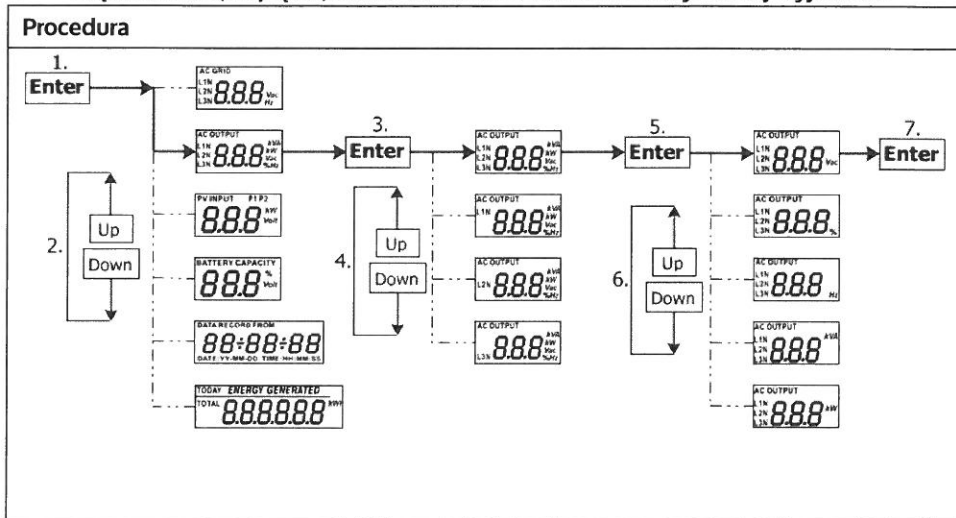 Procedura
1.
Enter
AC GRID
L1N
L2N
L3N
8.8.8
Vac
Hz
AC OUTPUT
L1N
L2N
L3N
8.8.8
kVA
kW
Vac
%Hz
2.
Up
Down
PV INPUT P1P2
8.8.8
kW
Volt
BATTERY CAPACITY
8.8.8
%
Volt
DATA RECORD FROM
88÷88÷88
DATE YY-MM-DD TIME HH:MM:SS
TODAY ENERGY GENERATED
TOTAL 8.8.8.8.8.8 kWh
3.
Enter
AC OUTPUT
L1N
L2N
L3N
8.8.8
kVA
kW
Vac
%Hz
4.
Up
Down
AC OUTPUT
L1N
8.8.8
kVA
kW
Vac
%Hz
AC OUTPUT
L2N
8.8.8
kVA
kW
Vac
%Hz
AC OUTPUT
L3N
8.8.8
kVA
kW
Vac
%Hz
5.
Enter
AC OUTPUT
L1N
L2N
L3N
8.8.8
Vac
6.
Up
Down
AC OUTPUT
L1N
L2N
L3N
8.8.8
%
AC OUTPUT
L1N
L2N
L3N
8.8.8
Hz
AC OUTPUT
L1N
L2N
L3N
8.8.8
kVA
AC OUTPUT
L1N
L2N
L3N
8.8.8
kW
7.
Enter